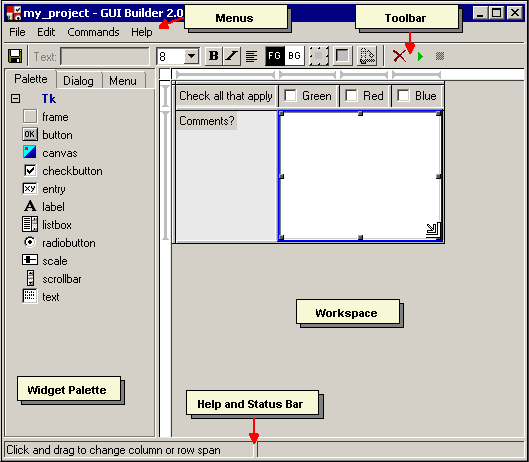 my_project - GUI Builder 2.0
Menus
Toolbar
File Edit Commands Help
Text: 8 B I FG BG
Palette Dialog Menu
Tk
frame
OK button
canvas
checkbutton
xy entry
A label
listbox
radiobutton
scale
scrollbar
text
Check all that apply Green Red Blue
Comments?
Workspace
Widget Palette
Help and Status Bar
Click and drag to change column or row span